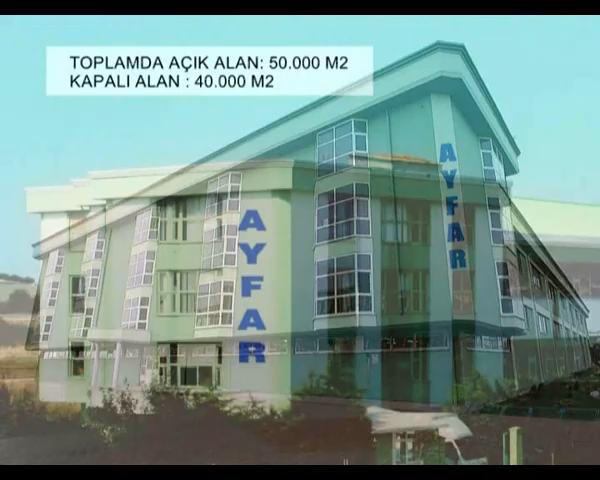 TOPLAMDA AÇIK ALAN: 50.000 M2
KAPALI ALAN : 40.000 M2
AYFAR
AYFAR